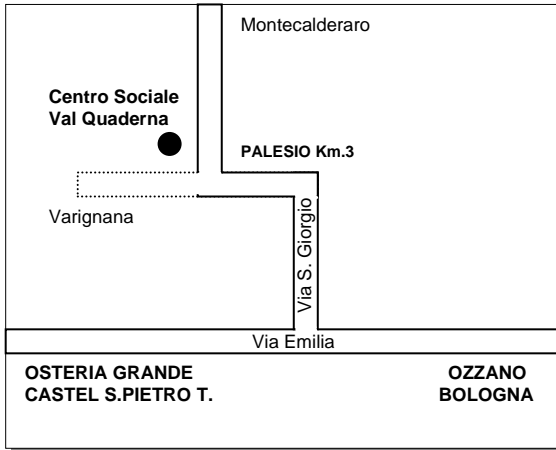 Montecalderaro
Centro Sociale
Val Quaderna
PALESIO Km.3
Varignana
Via S. Giorgio
Via Emilia
OSTERIA GRANDE
CASTEL S.PIETRO T.
OZZANO
BOLOGNA